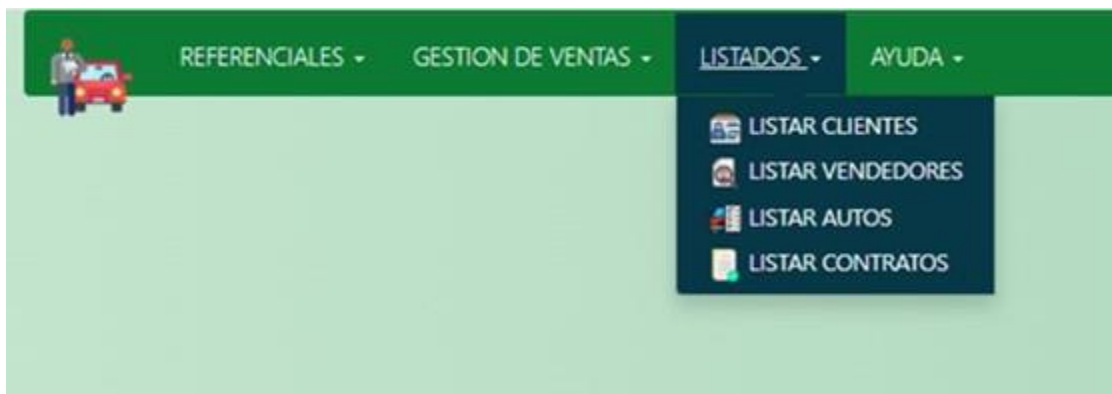 REFERENCIALES GESTION DE VENTAS LISTADOS AYUDA
LISTAR CLIENTES
LISTAR VENDEDORES
LISTAR AUTOS
LISTAR CONTRATOS